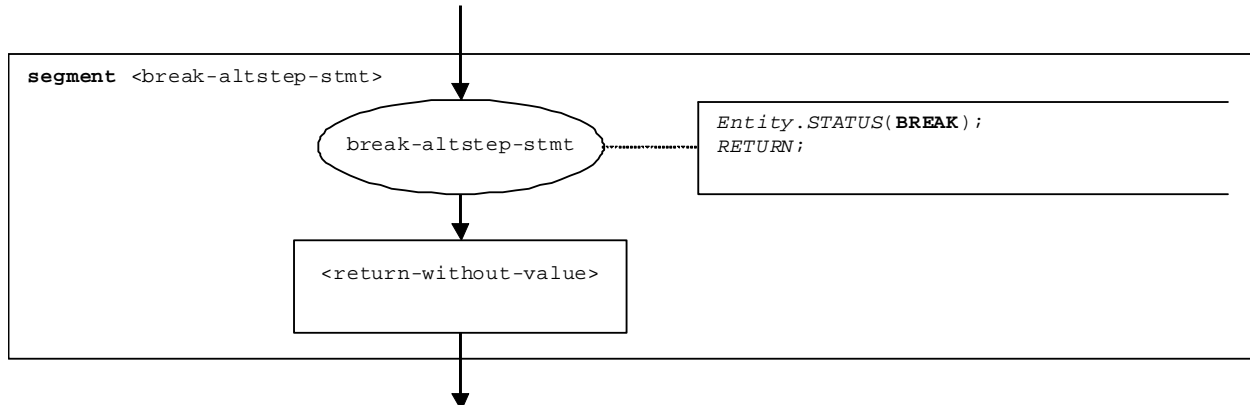 segment <break-altstep-stmt>
break-altstep-stmt
Entity.STATUS(BREAK);
RETURN;
<return-without-value>